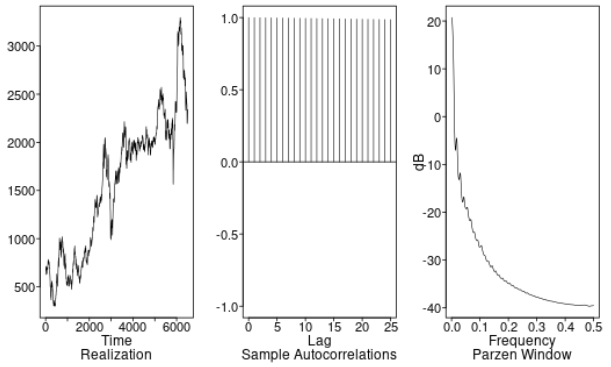 3000
2500
2000
1500
1000
500
0 2000 4000 6000
Time
Realization
1.0
0.5
0.0
-0.5
-1.0
0 5 10 15 20 25
Lag
Sample Autocorrelations
dB
20
10
0
-10
-20
-30
-40
0.0 0.1 0.2 0.3 0.4 0.5
Frequency
Parzen Window